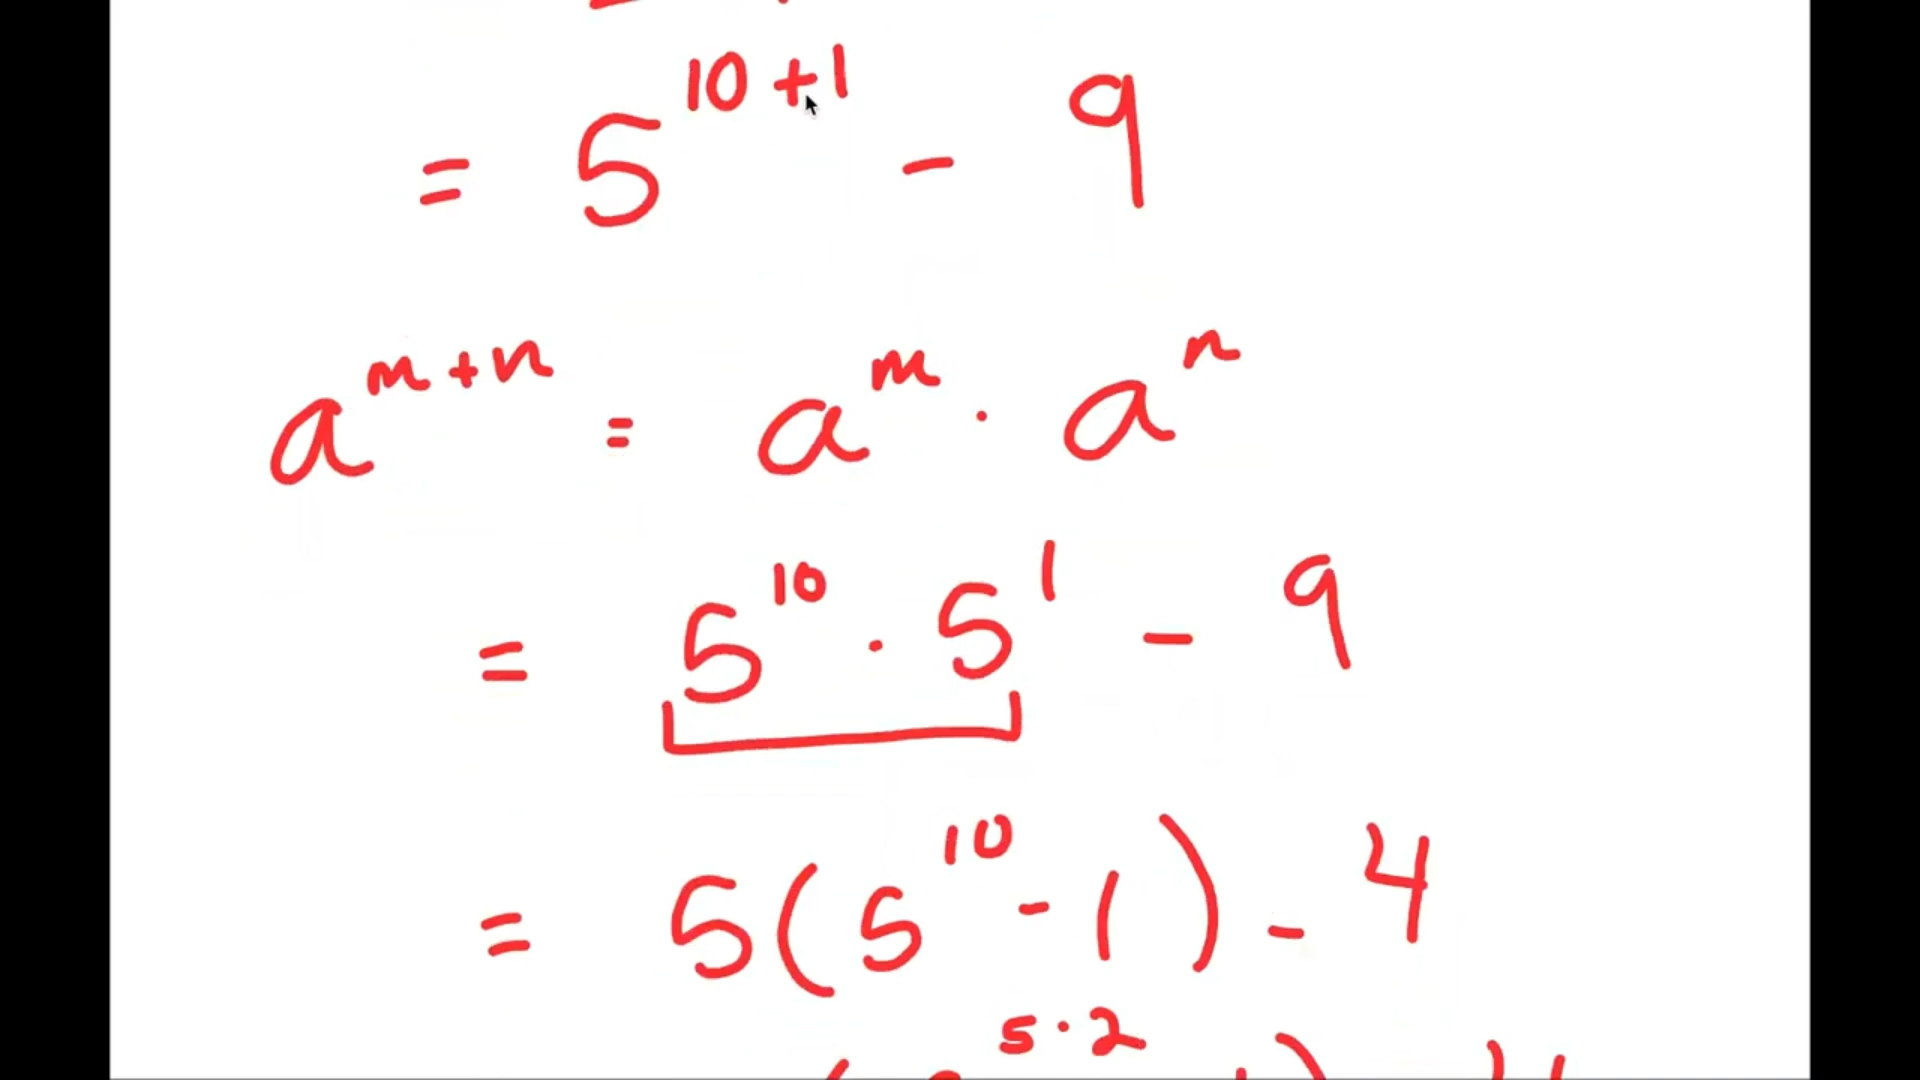 = 5^{10+1} - 9
a^{m+n} = a^m · a^n
= 5^{10} · 5^1 - 9
= 5(5^{10} - 1) - 4
5·2